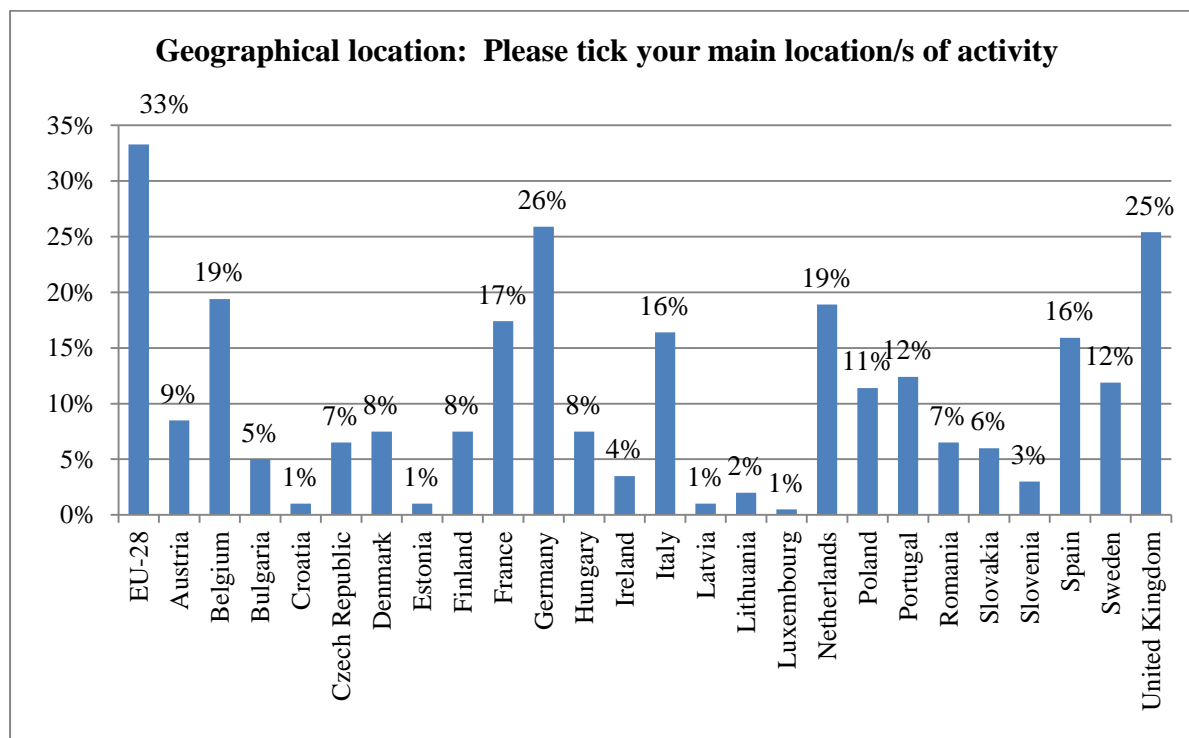 Geographical location:  Please tick your main location/s of activity
33%
35%
30%
25%
20%
15%
10%
5%
0%
9%
19%
5%
1%
7%
8%
1%
8%
17%
26%
8%
4%
16%
1%
2%
1%
19%
11%
12%
7%
6%
3%
16%
12%
25%
EU-28
Austria
Belgium
Bulgaria
Croatia
Czech Republic
Denmark
Estonia
Finland
France
Germany
Hungary
Ireland
Italy
Latvia
Lithuania
Luxembourg
Netherlands
Poland
Portugal
Romania
Slovakia
Slovenia
Spain
Sweden
United Kingdom